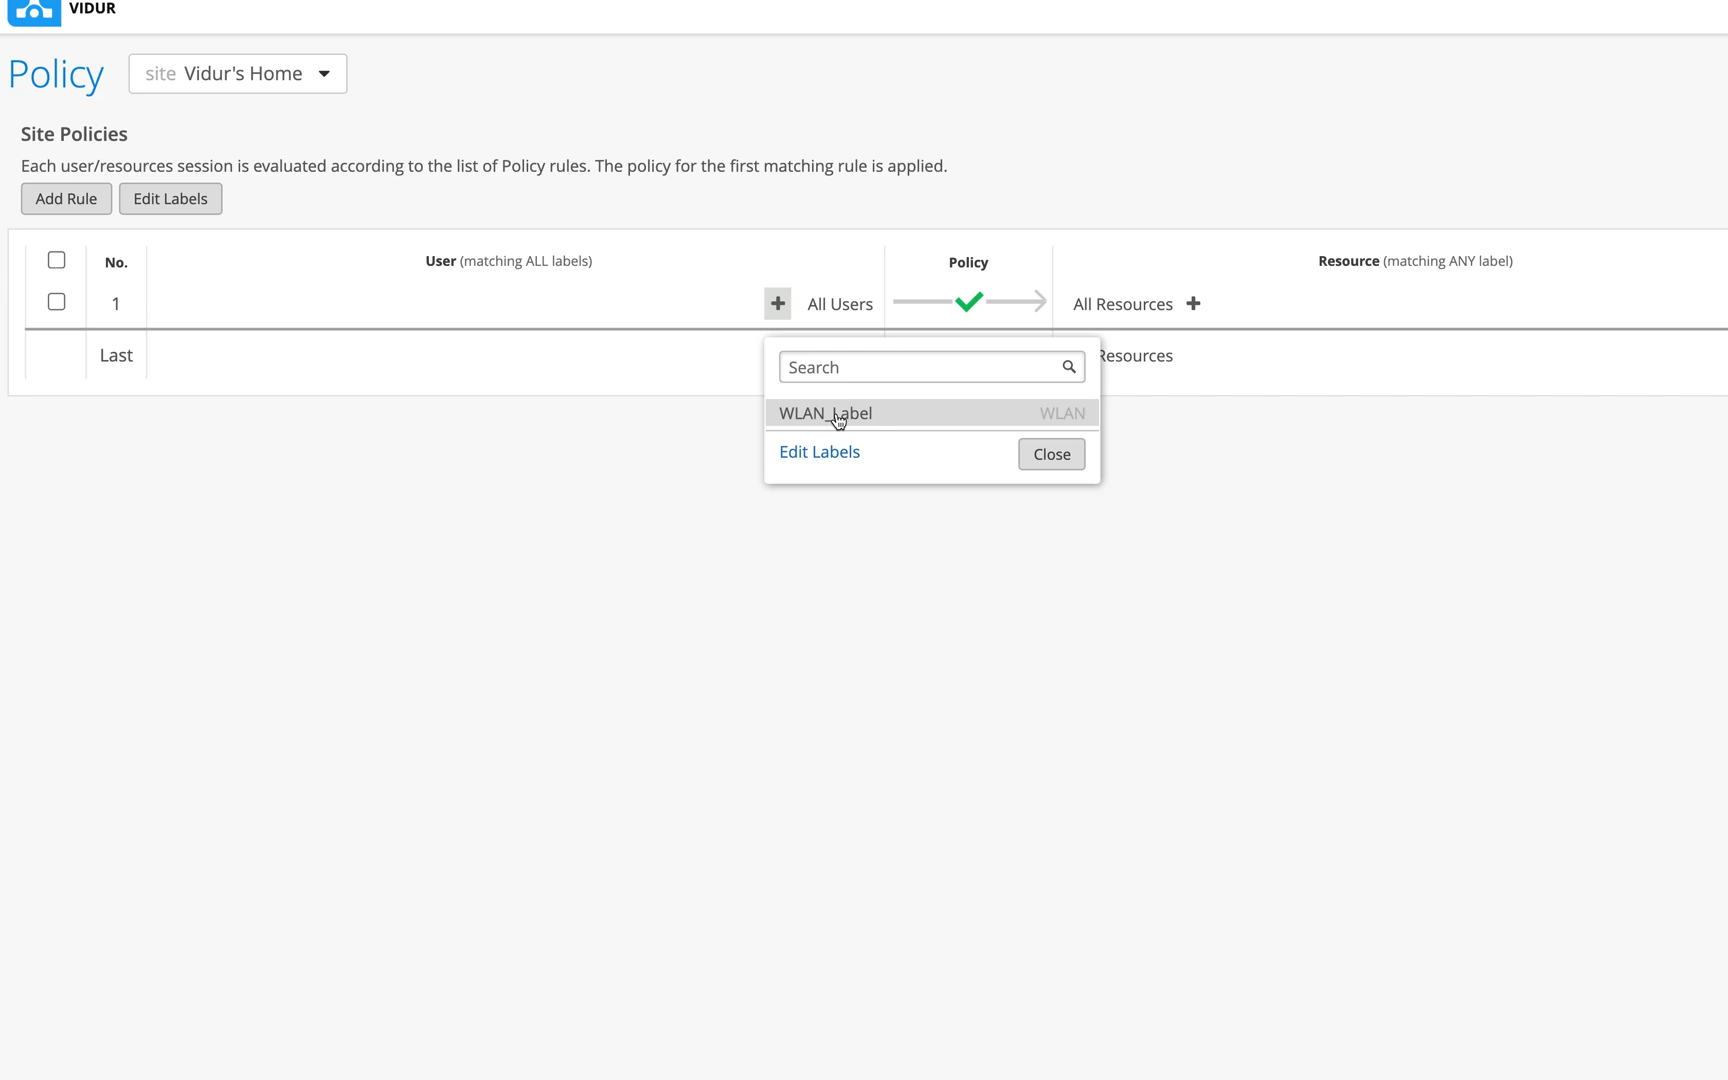 VIDUR
Policy site Vidur's Home
Site Policies
Each user/resources session is evaluated according to the list of Policy rules. The policy for the first matching rule is applied.
Add Rule Edit Labels
No. User (matching ALL labels) Policy Resource (matching ANY label)
1 All Users All Resources
Last Resources
Search
WLAN_Label WLAN
Edit Labels Close